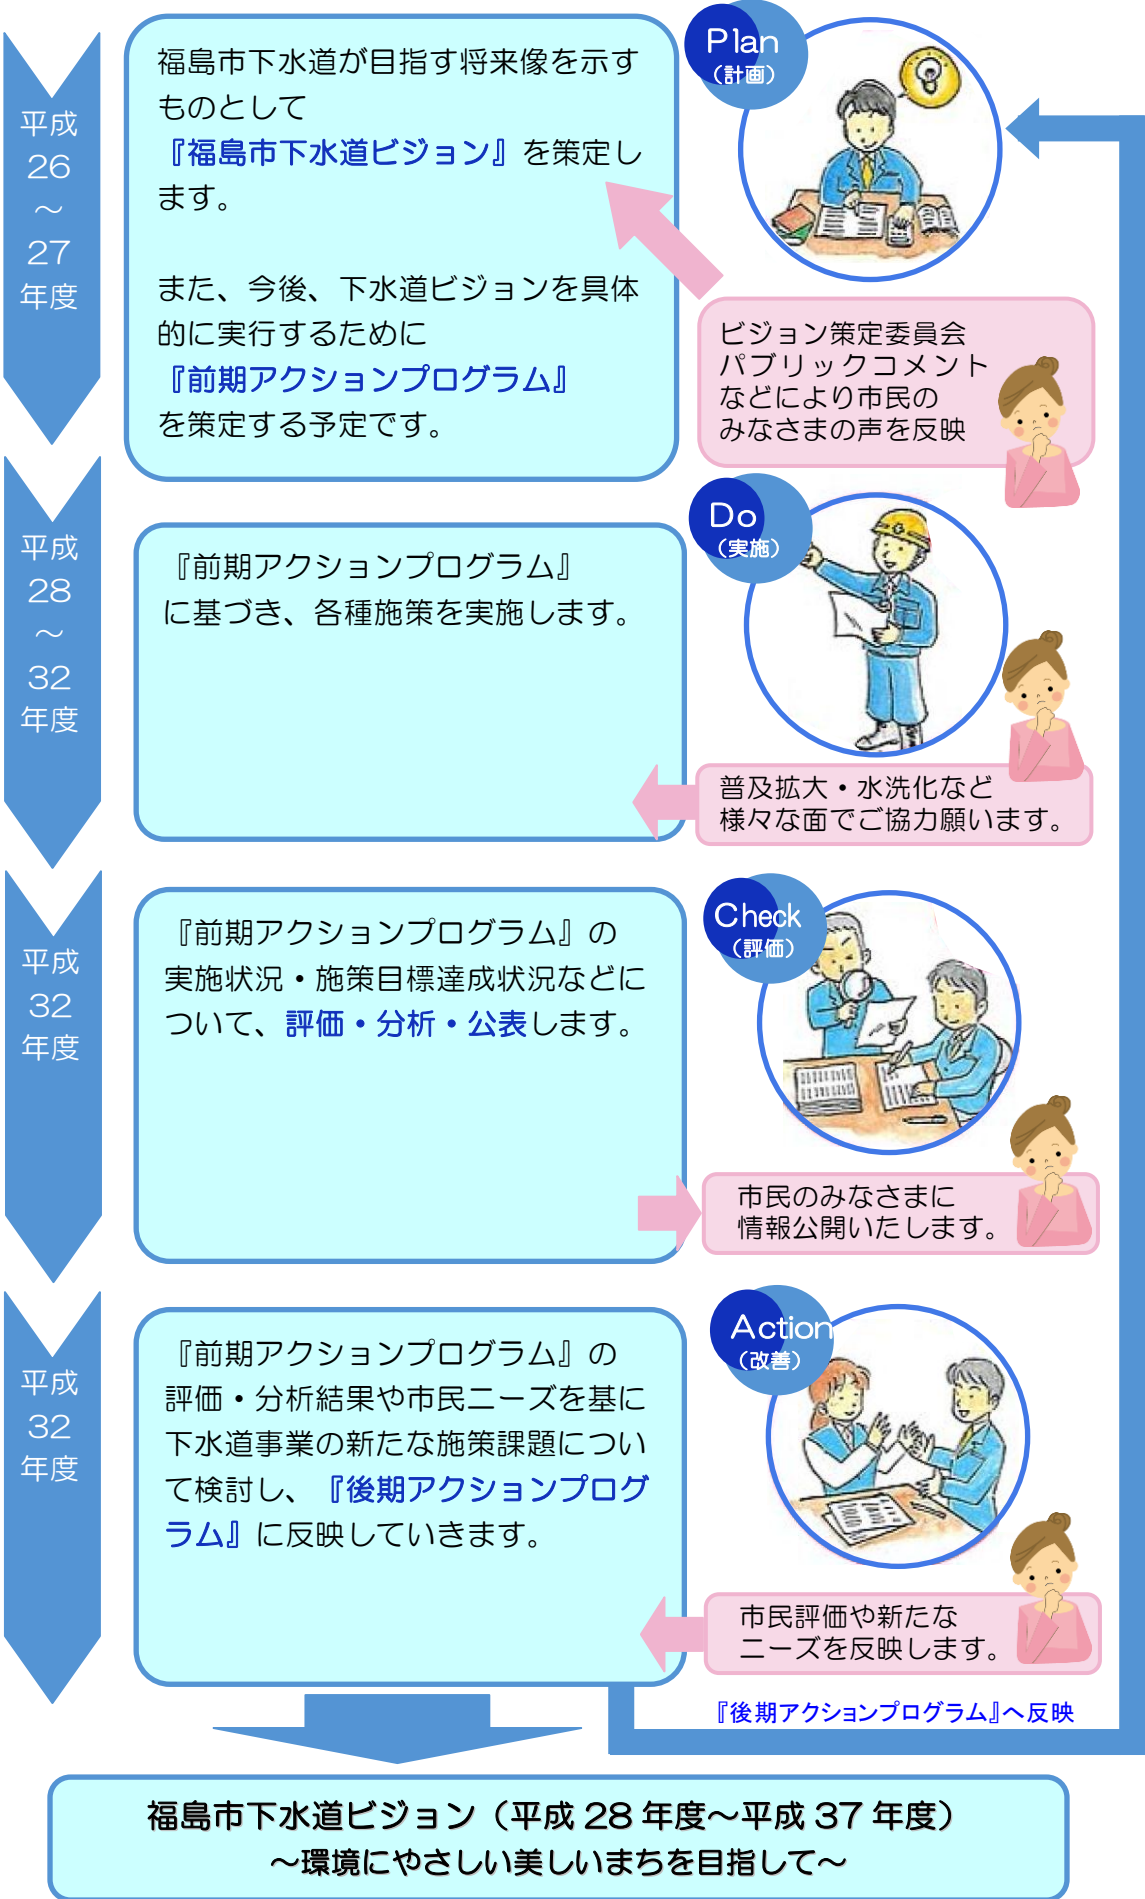 平成
26
～
27
年度
福島市下水道が目指す将来像を示す
ものとして
『福島市下水道ビジョン』を策定し
ます。
また、今後、下水道ビジョンを具体
的に実行するために
『前期アクションプログラム』
を策定する予定です。
Plan
（計画）
ビジョン策定委員会
パブリックコメント
などにより市民の
みなさまの声を反映
平成
28
～
32
年度
『前期アクションプログラム』
に基づき、各種施策を実施します。
Do
（実施）
普及拡大・水洗化など
様々な面でご協力願います。
平成
32
年度
『前期アクションプログラム』の
実施状況・施策目標達成状況などに
ついて、評価・分析・公表します。
Check
（評価）
市民のみなさまに
情報公開いたします。
平成
32
年度
『前期アクションプログラム』の
評価・分析結果や市民ニーズを基に
下水道事業の新たな施策課題につい
て検討し、『後期アクションプログ
ラム』に反映していきます。
Action
（改善）
市民評価や新たな
ニーズを反映します。
『後期アクションプログラム』へ反映
福島市下水道ビジョン（平成 28 年度～平成 37 年度）
～環境にやさしい美しいまちを目指して～